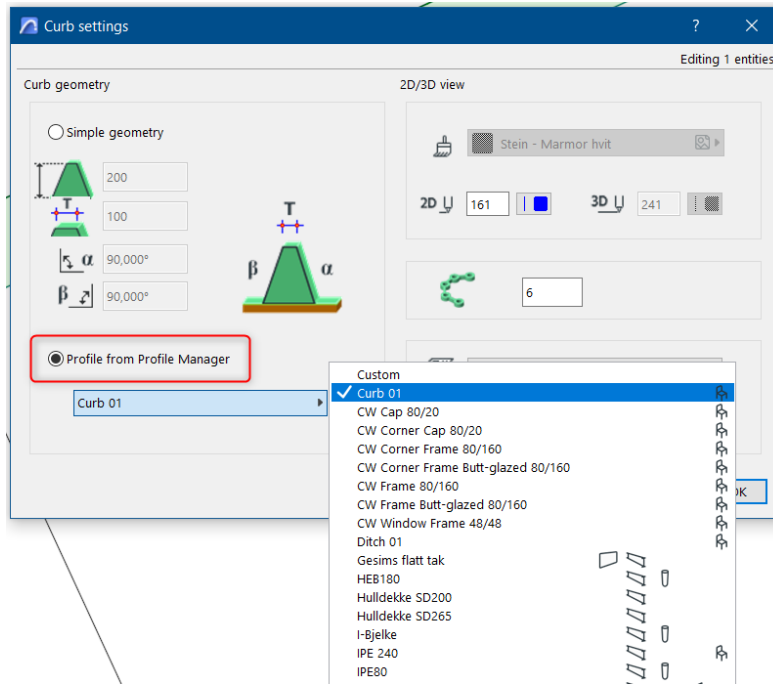 Curb settings
?
Editing 1 entities
Curb geometry
2D/3D view
Simple geometry
200
T
100
α
90,000°
β
90,000°
T
β
α
Stein - Marmor hvit
2D
161
3D
241
6
Profile from Profile Manager
Curb 01
Custom
Curb 01
CW Cap 80/20
CW Corner Cap 80/20
CW Corner Frame 80/160
CW Corner Frame Butt-glazed 80/160
CW Frame 80/160
CW Frame Butt-glazed 80/160
CW Window Frame 48/48
Ditch 01
Gesims flatt tak
HEB180
Hulldekke SD200
Hulldekke SD265
I-Bjelke
IPE 240
IPE80